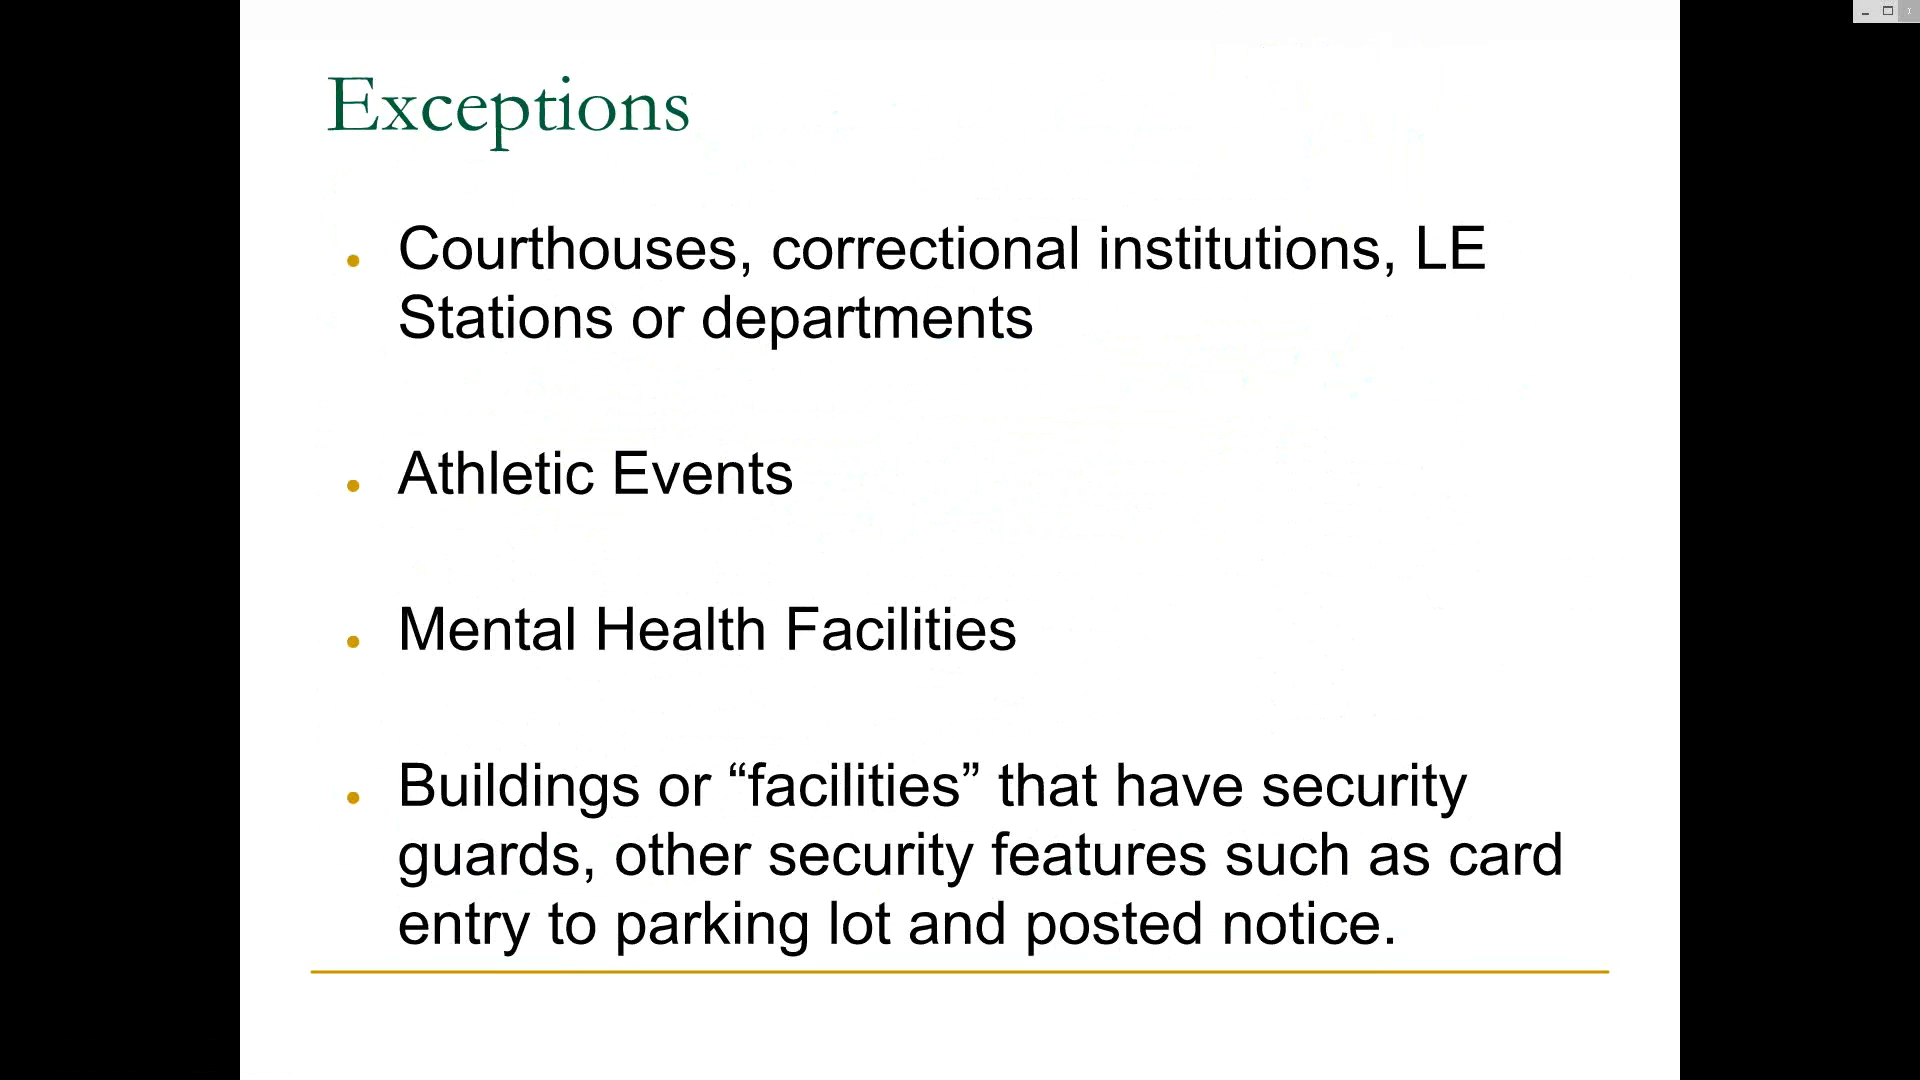 Exceptions
Courthouses, correctional institutions, LE
Stations or departments
Athletic Events
Mental Health Facilities
Buildings or “facilities” that have security
guards, other security features such as card
entry to parking lot and posted notice.